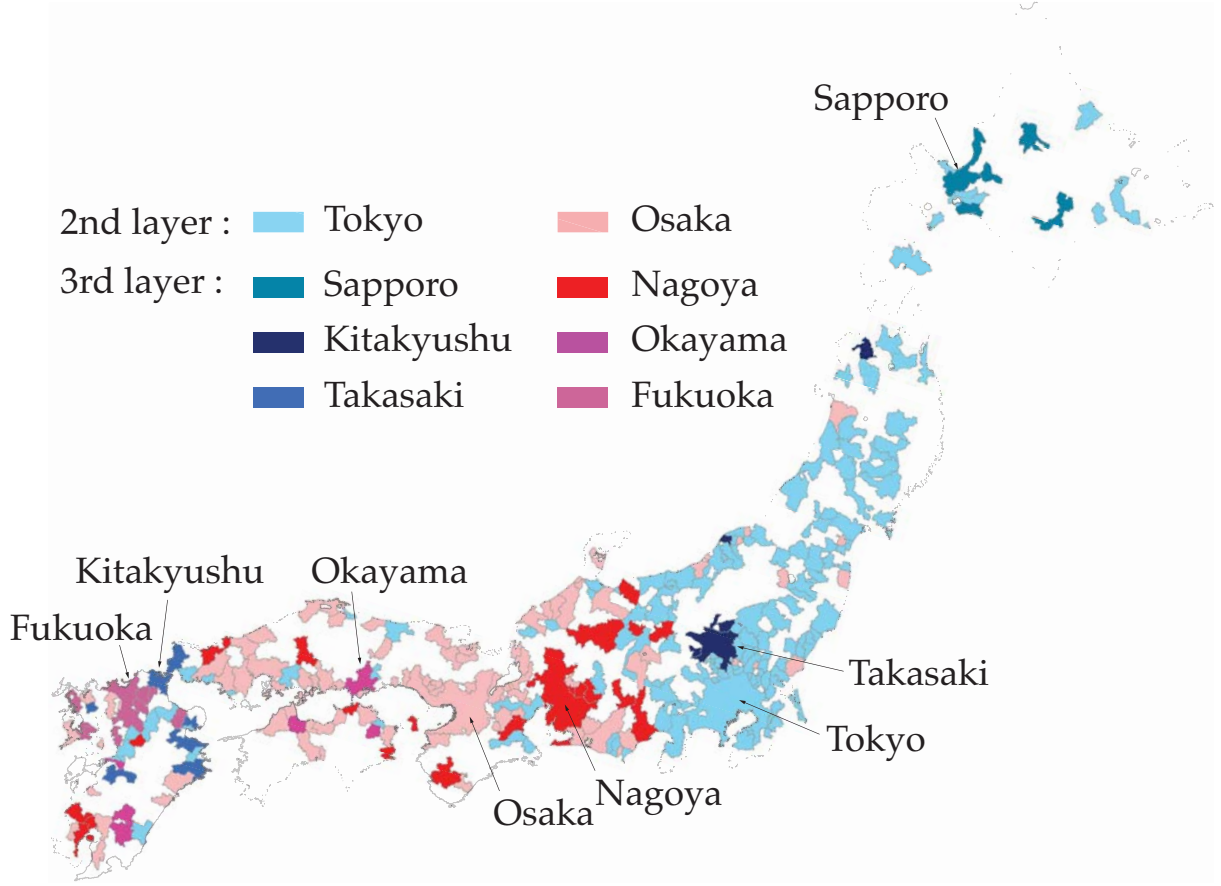 Sapporo
2nd layer : Tokyo Osaka
3rd layer : Sapporo Nagoya
Kitakyushu Okayama
Takasaki Fukuoka
Kitakyushu Okayama
Fukuoka
Takasaki
Tokyo
Nagoya
Osaka